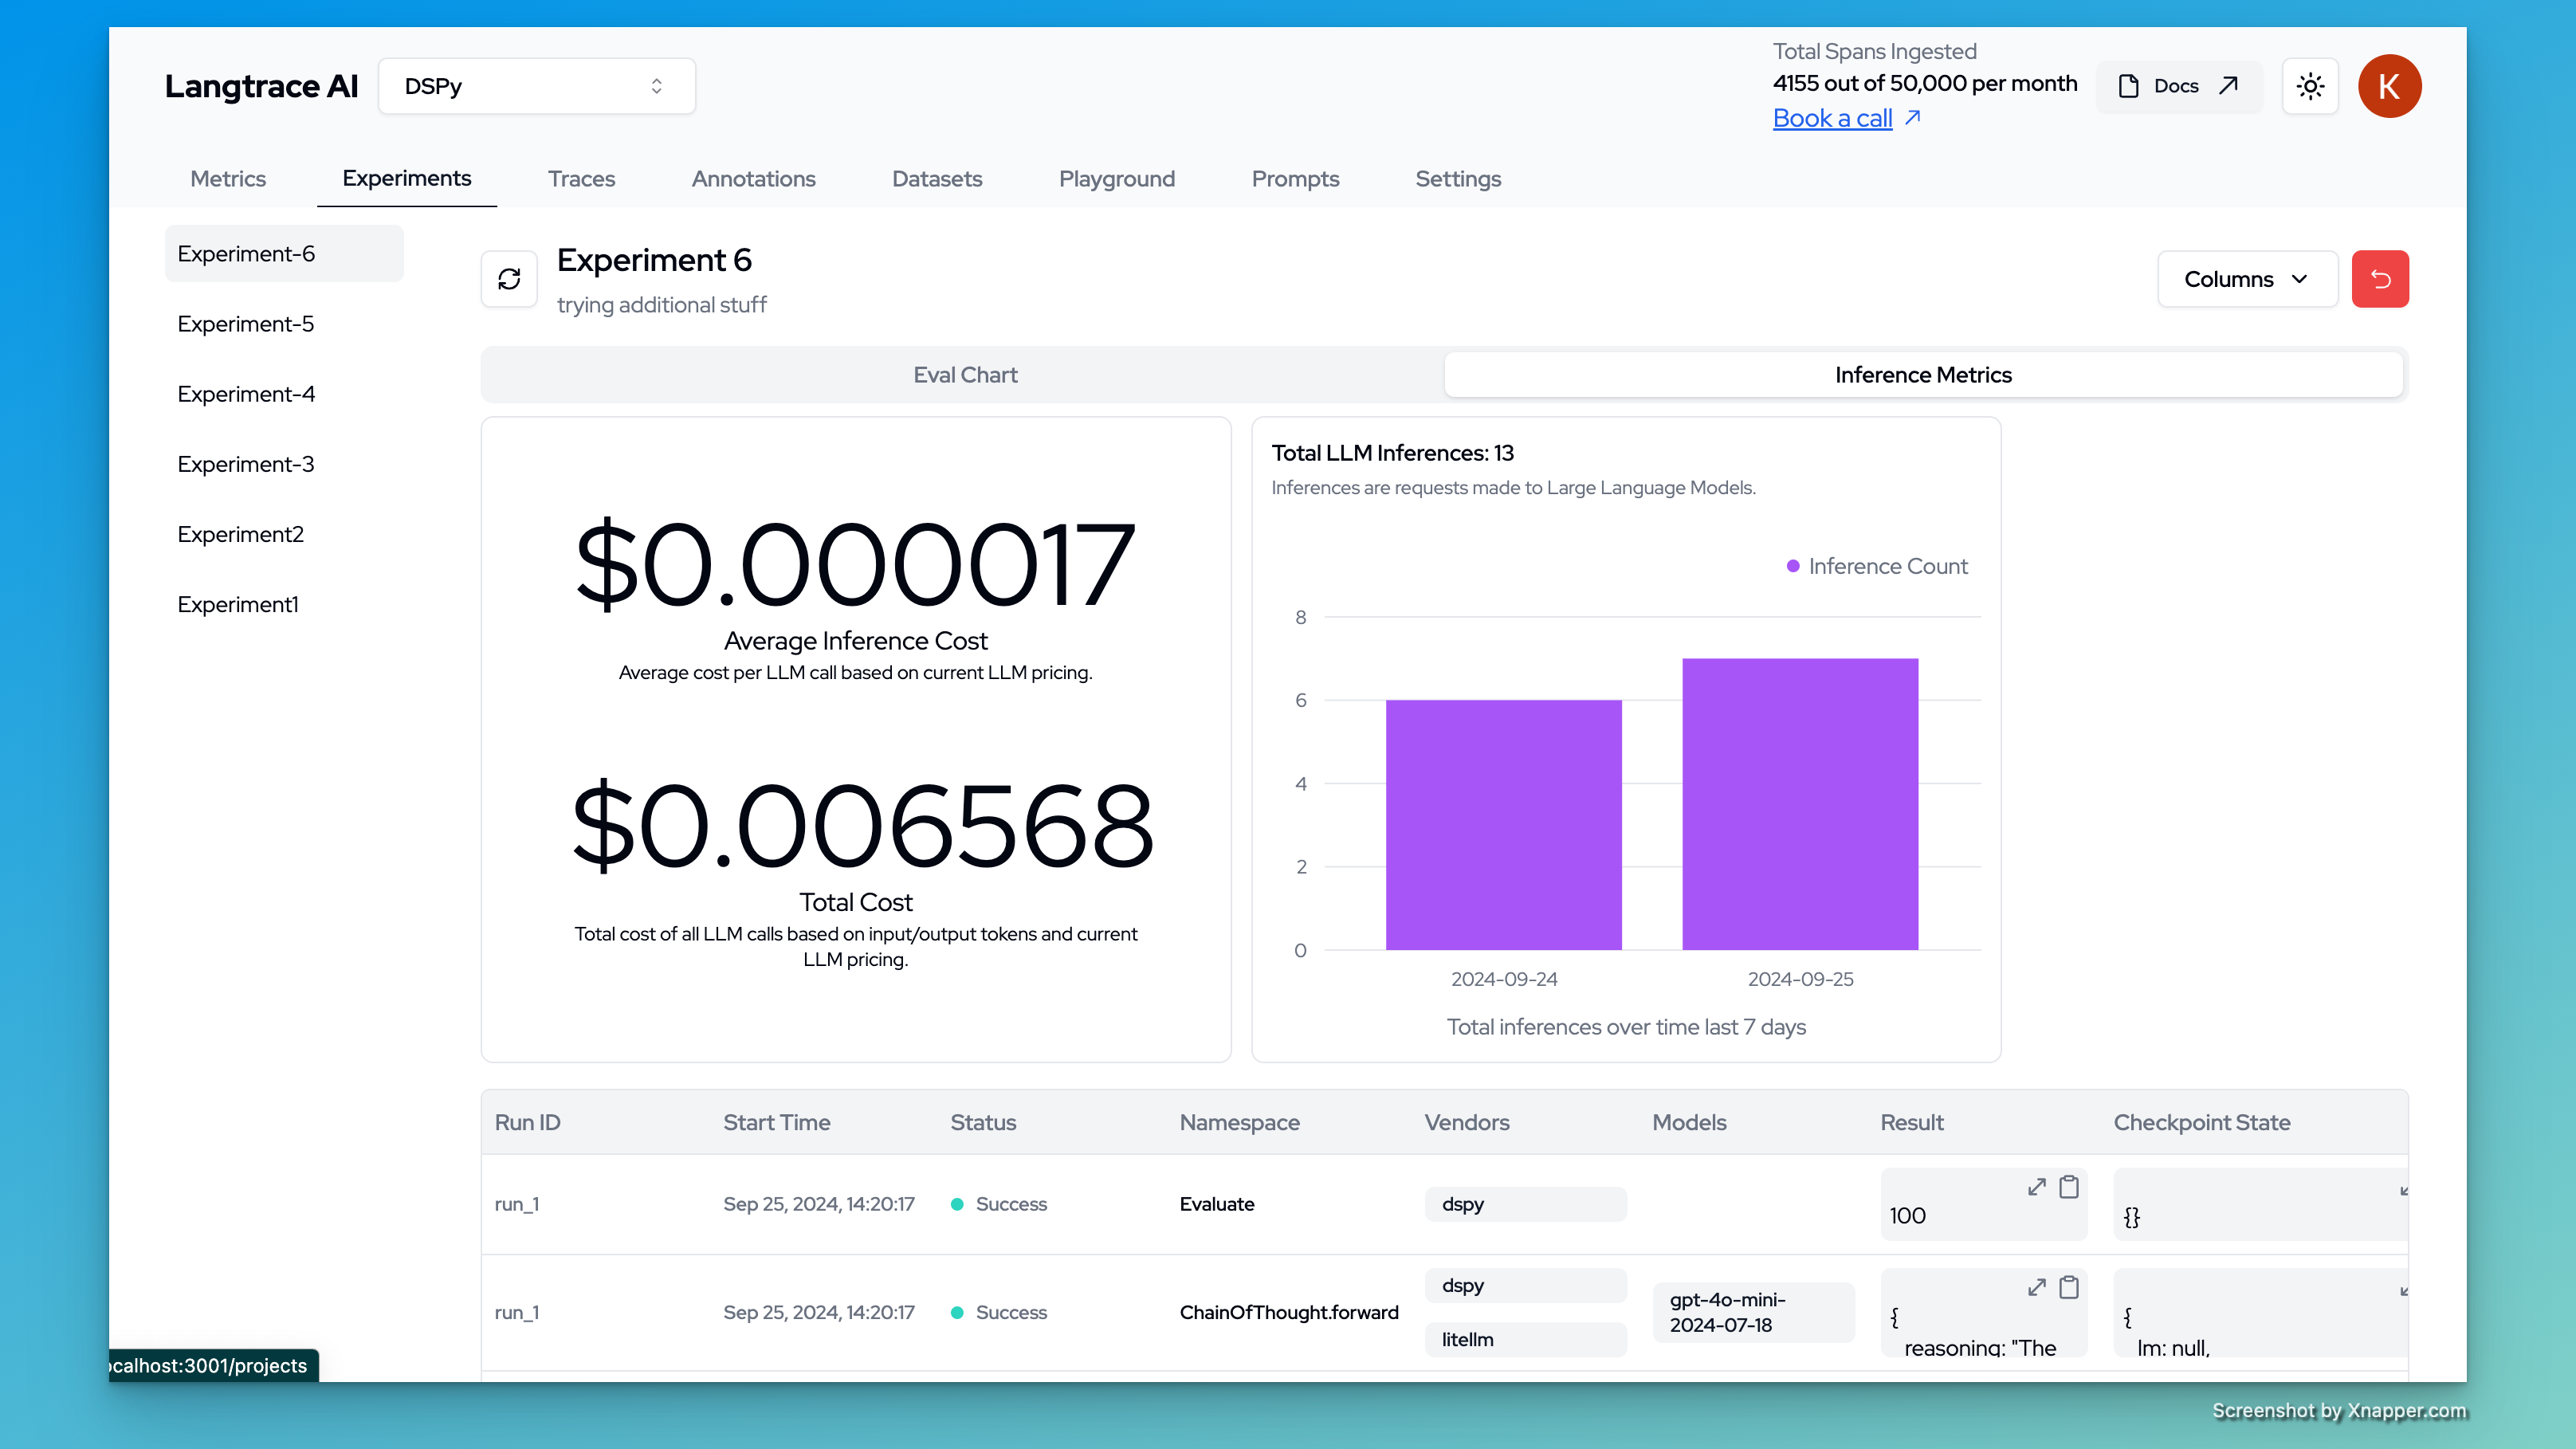 Langtrace AI
DSPy
Total Spans Ingested
4155 out of 50,000 per month
Book a call
Docs
K
Metrics
Experiments
Traces
Annotations
Datasets
Playground
Prompts
Settings
Experiment-6
Experiment-5
Experiment-4
Experiment-3
Experiment2
Experiment1
Experiment 6
trying additional stuff
Columns
Eval Chart
Inference Metrics
$0.000017
Average Inference Cost
Average cost per LLM call based on current LLM pricing.
$0.006568
Total Cost
Total cost of all LLM calls based on input/output tokens and current
LLM pricing.
Total LLM Inferences: 13
Inferences are requests made to Large Language Models.
Inference Count
8
6
4
2
0
2024-09-24
2024-09-25
Total inferences over time last 7 days
Run ID
Start Time
Status
Namespace
Vendors
Models
Result
Checkpoint State
run_1
Sep 25, 2024, 14:20:17
Success
Evaluate
dspy
100
{}
run_1
Sep 25, 2024, 14:20:17
Success
ChainOfThought.forward
dspy
litellm
gpt-4o-mini-
2024-07-18
{
reasoning: "The
{
lm: null,
ocalhost:3001/projects
Screenshot by Xnapper.com